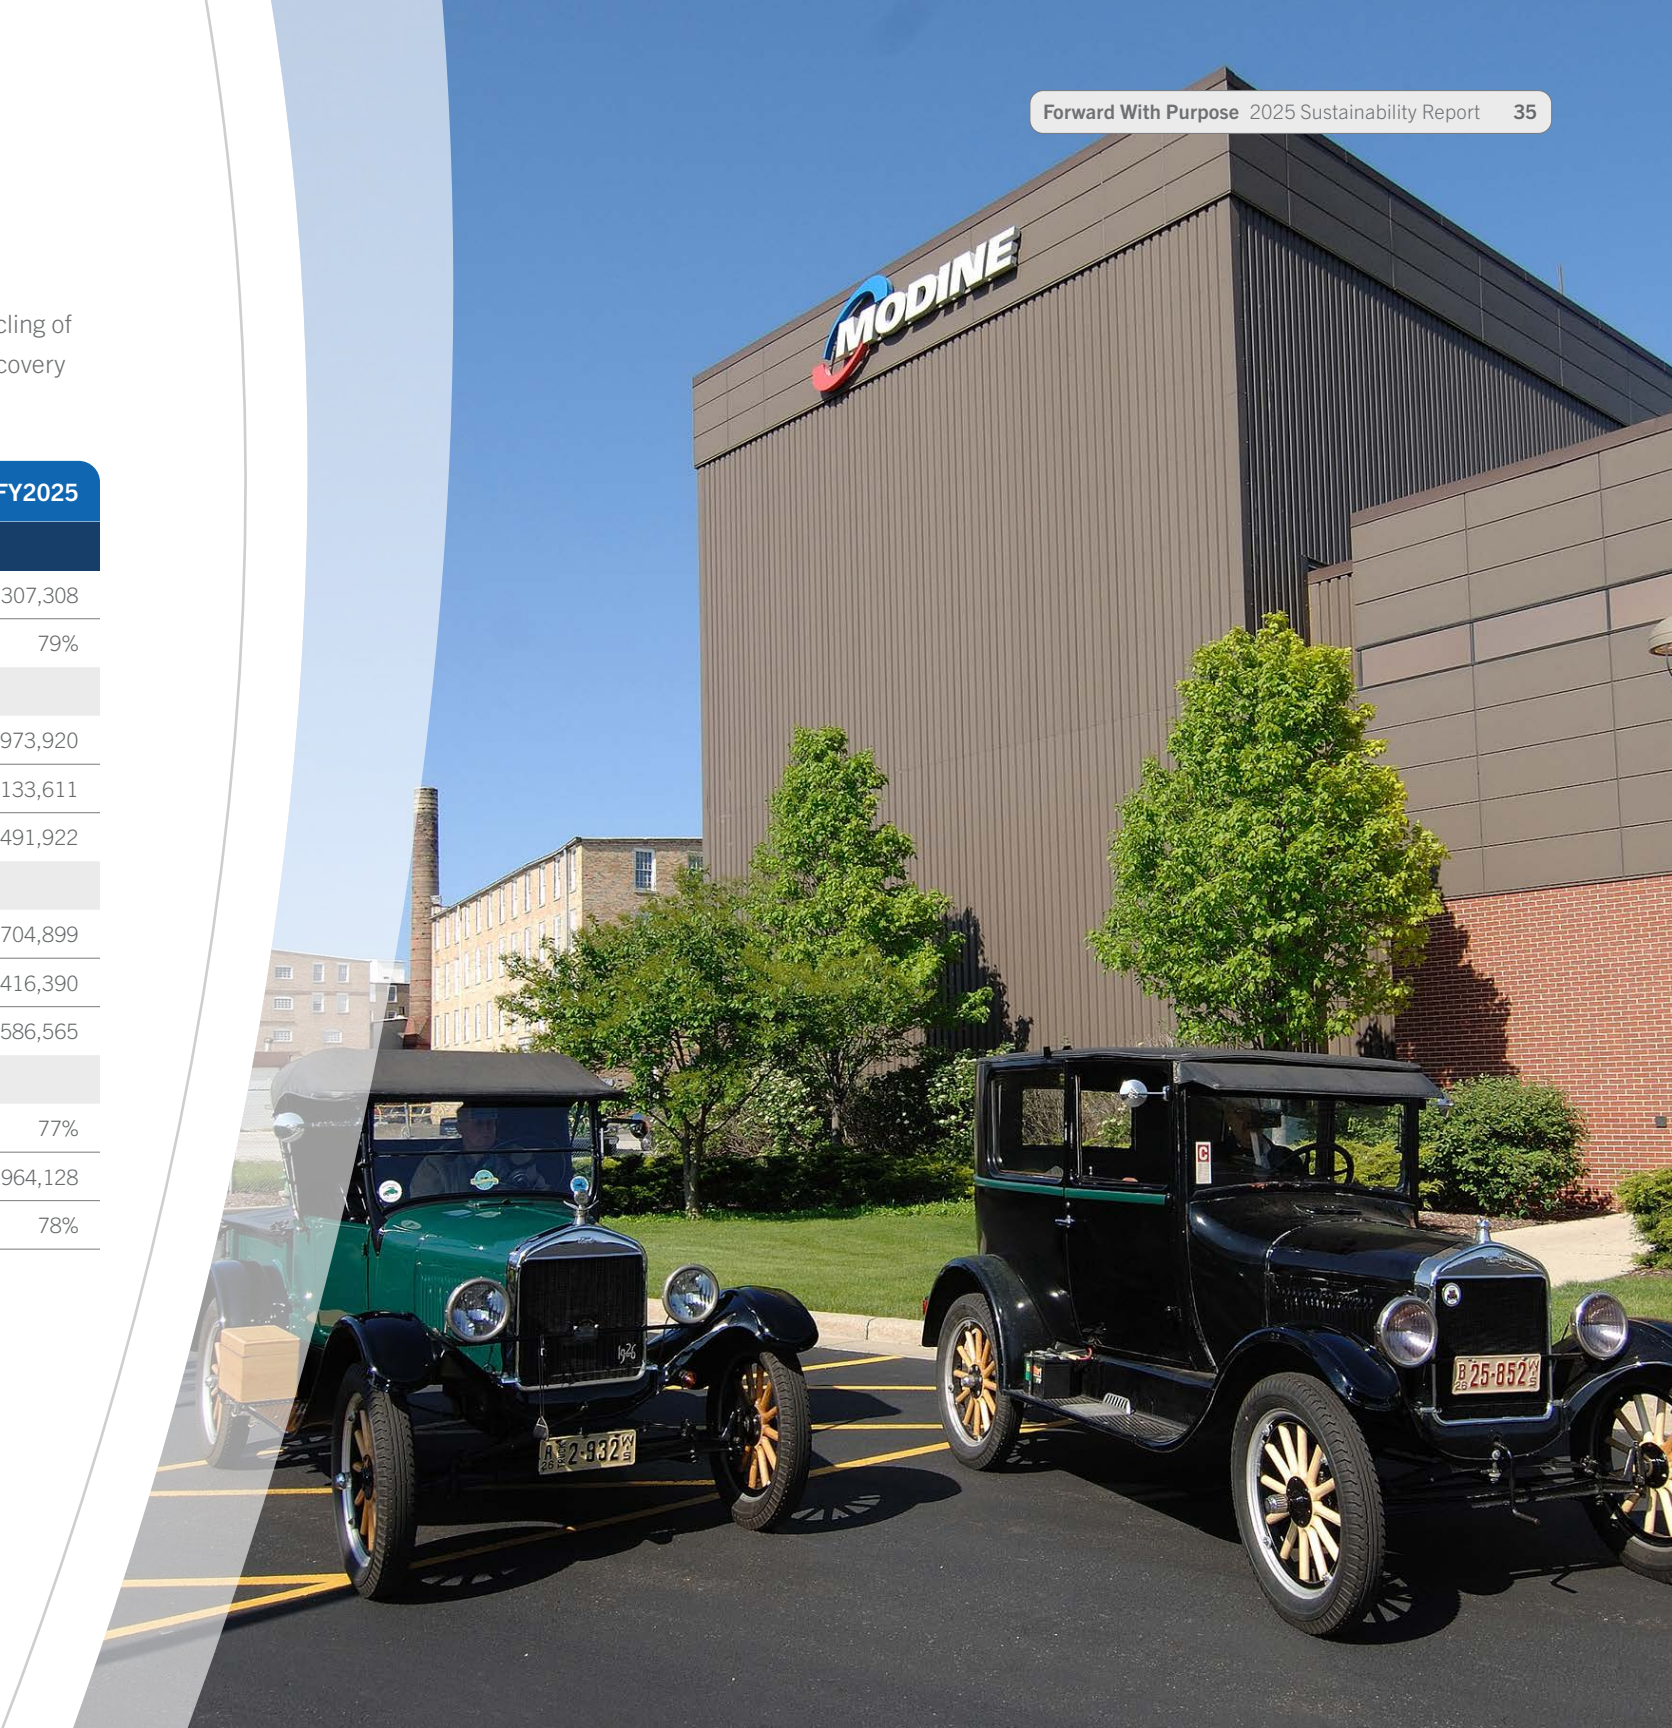 Forward With Purpose 2025 Sustainability Report 35
cling of
covery
FY2025
307,308
79%
973,920
133,611
491,922
704,899
416,390
586,565
77%
964,128
78%
MODINE
C
1926
2-932
25-852